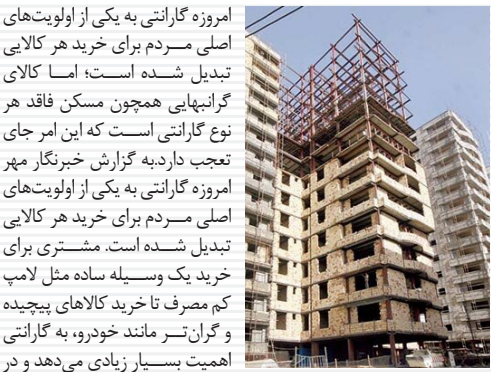 امروزه گارانتی به یکی از اولویت‌های
اصلی مردم برای خرید هر کالایی
تبدیل شده است؛ اما کالای
گرانبهایی همچون مسکن فاقد هر
نوع گارانتی است که این امر جای
تعجب دارد.به گزارش خبرنگار مهر
امروزه گارانتی به یکی از اولویت‌های
اصلی مردم برای خرید هر کالایی
تبدیل شده است. مشتری برای
خرید یک وسیله ساده مثل لامپ
کم مصرف تا خرید کالاهای پیچیده
و گران‌تر مانند خودرو، به گارانتی
اهمیت بسیار زیادی می‌دهد و در